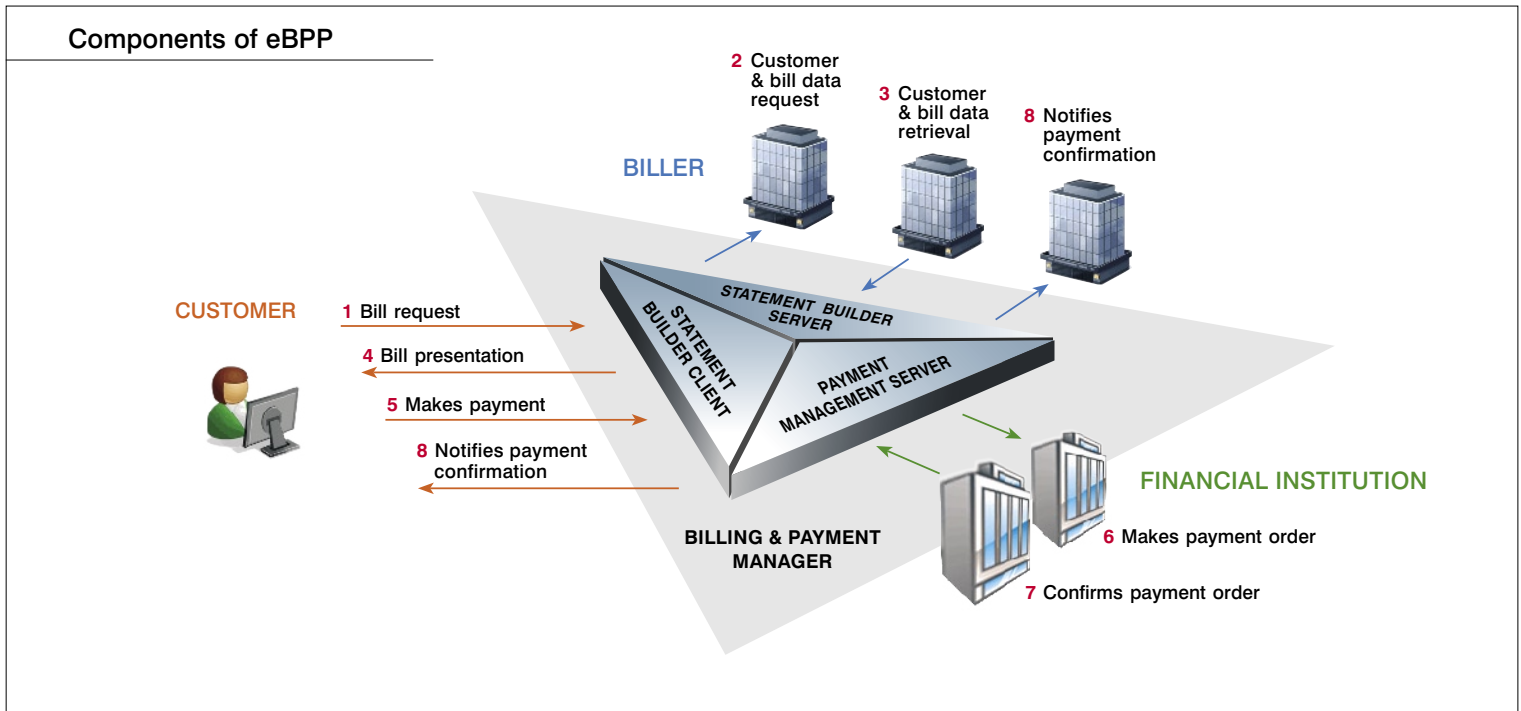 Components of eBPP
2 Customer
& bill data
request
3 Customer
& bill data
retrieval
8 Notifies
payment
confirmation
BILLER
CUSTOMER
1 Bill request
4 Bill presentation
5 Makes payment
8 Notifies payment
confirmation
STATEMENT BUILDER
SERVER
STATEMENT
BUILDER CLIENT
PAYMENT
MANAGEMENT SERVER
BILLING & PAYMENT
MANAGER
FINANCIAL INSTITUTION
6 Makes payment order
7 Confirms payment order